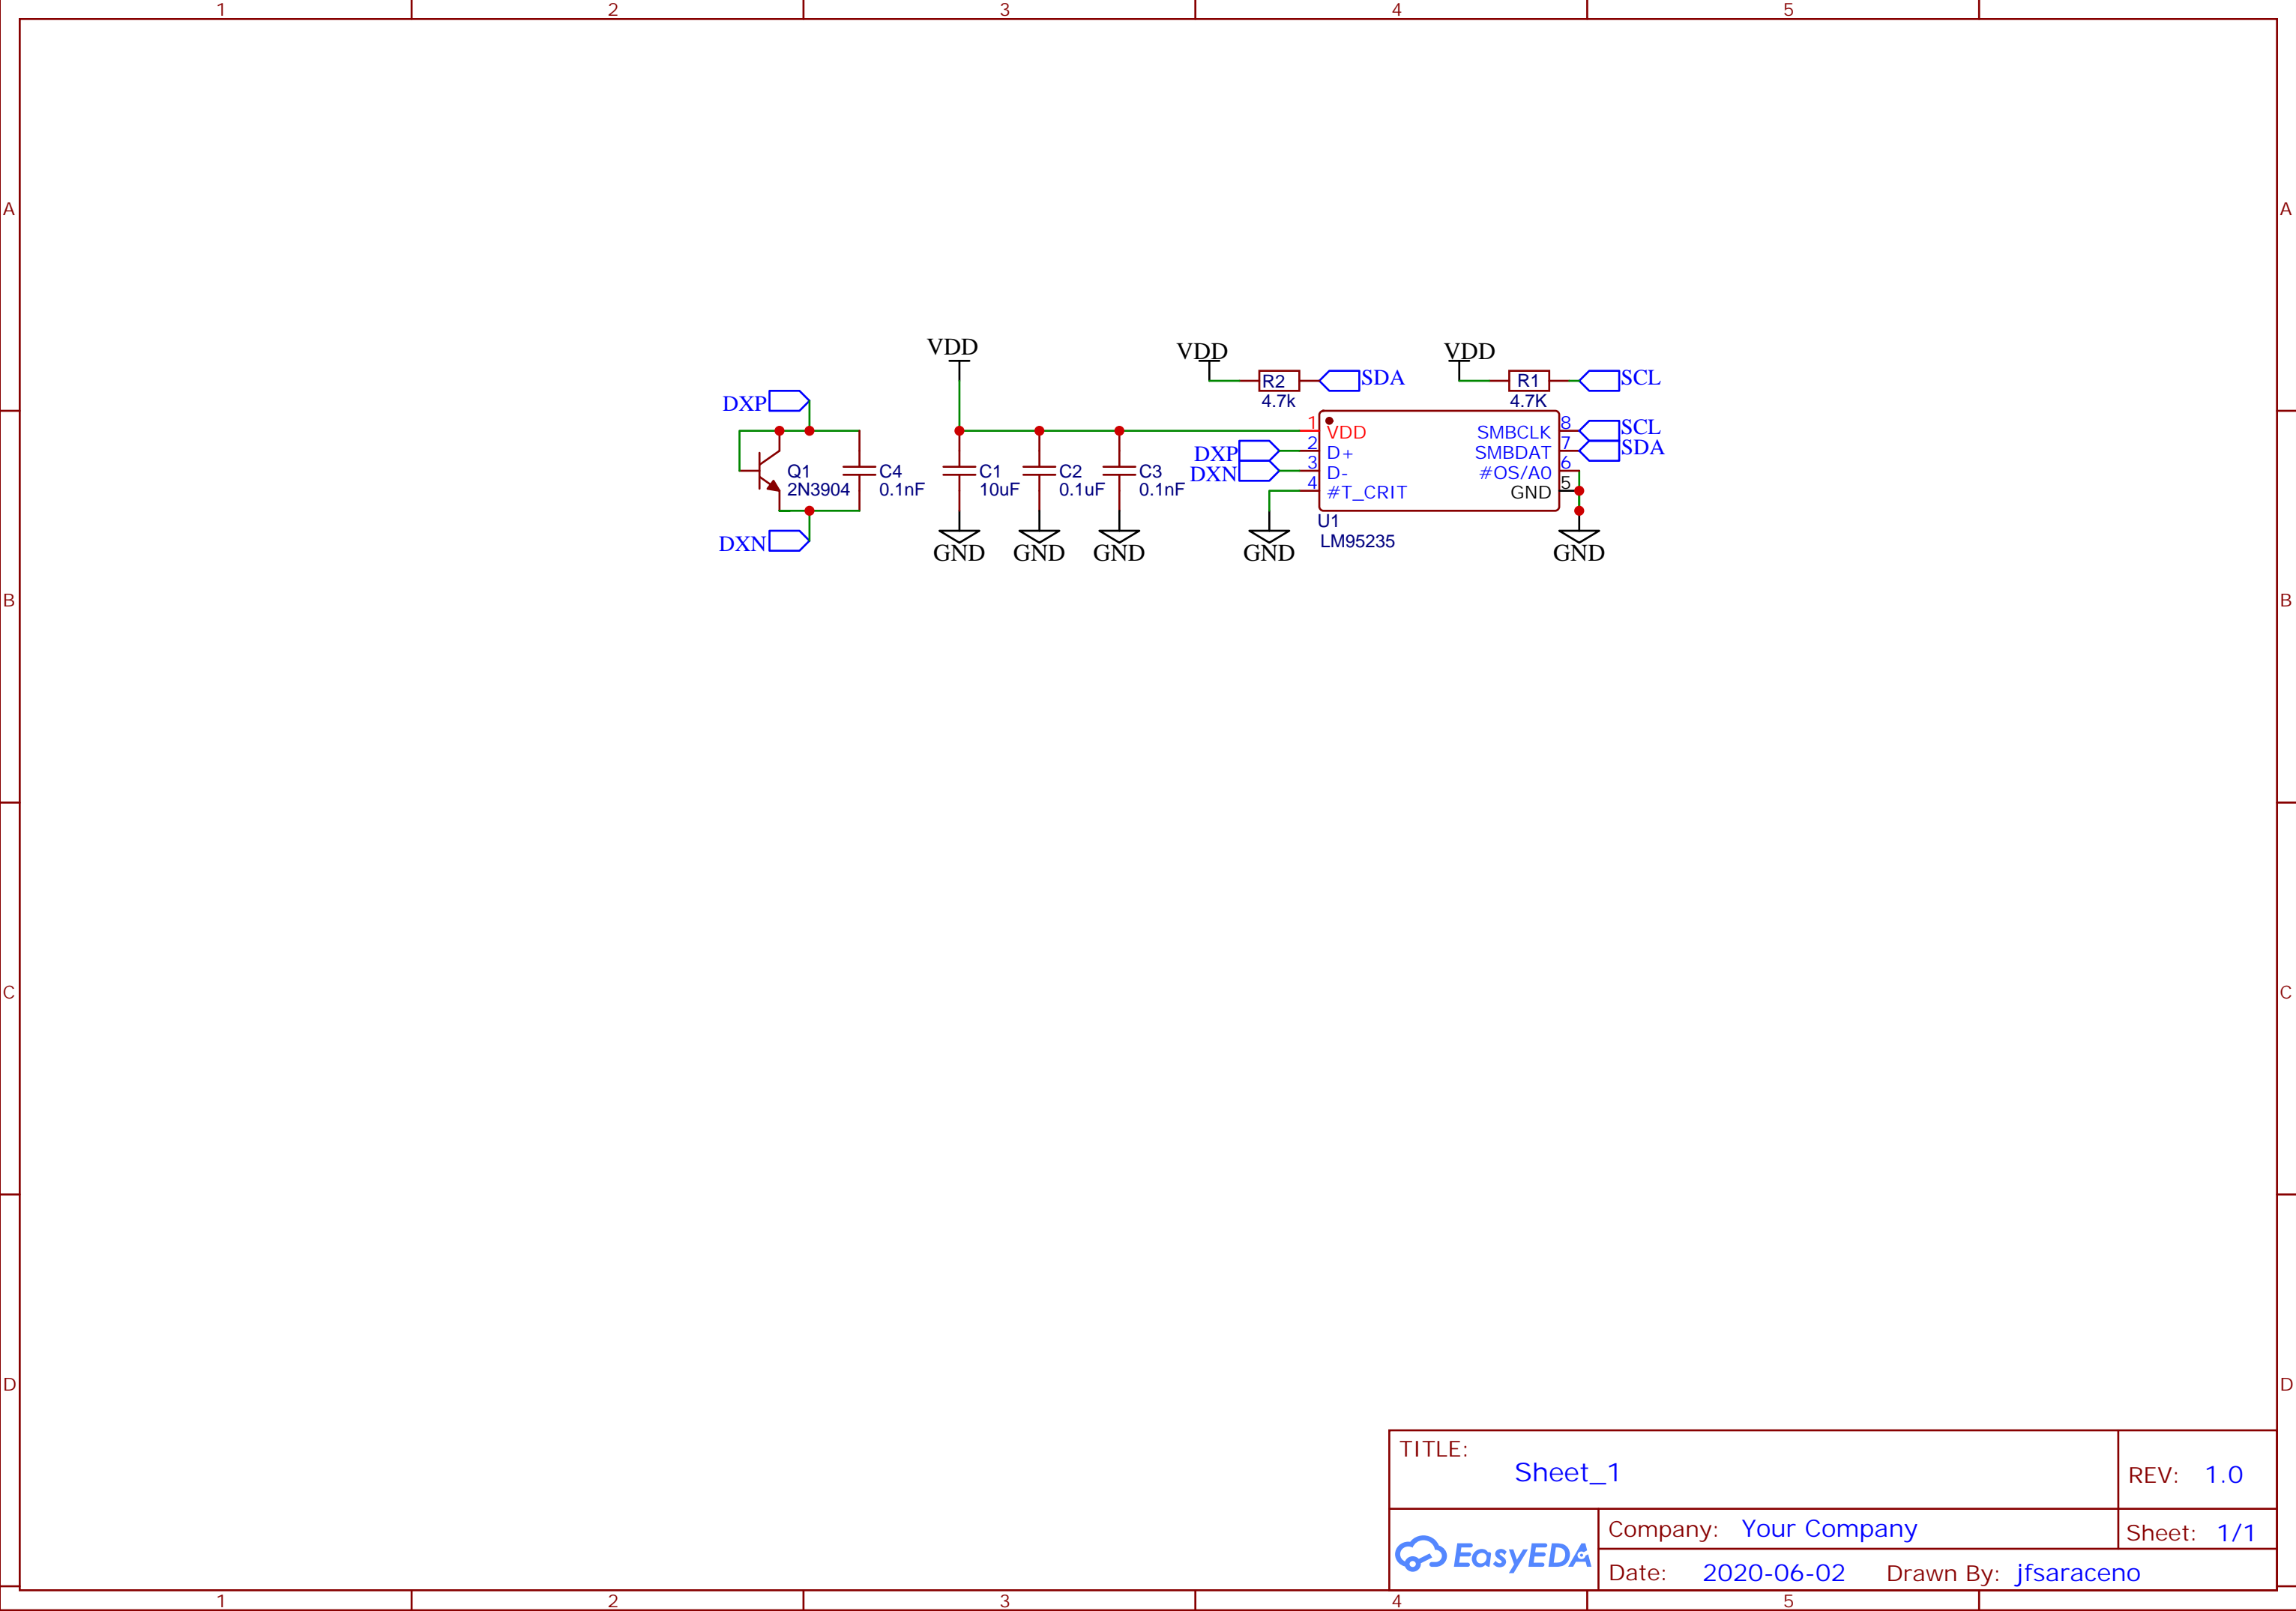 1 2 3 4 5
A A
VDD
VDD VDD
R2 SDA R1 SCL
4.7k 4.7K
DXP
1 VDD SMBCLK 8 SCL
DXP 2 D+ SMBDAT 7 SDA
DXN 3 D- #OS/A0 6
4 #T_CRIT GND 5
Q1 C4 C1 C2 C3
2N3904 0.1nF 10uF 0.1uF 0.1nF
U1
LM95235
DXN
GND GND GND GND GND
B B
C C
D D
TITLE:
Sheet_1
REV: 1.0
EasyEDA
Company: Your Company
Sheet: 1/1
Date: 2020-06-02 Drawn By: jfsaraceno
1 2 3 4 5